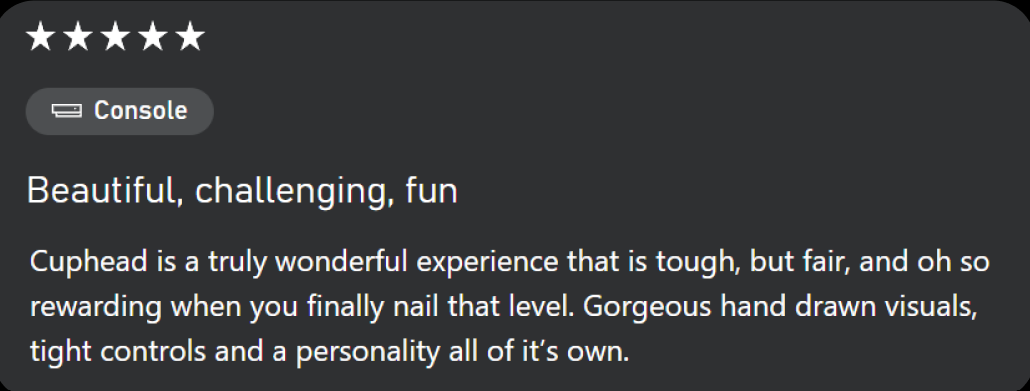 Console
Beautiful, challenging, fun
Cuphead is a truly wonderful experience that is tough, but fair, and oh so
rewarding when you finally nail that level. Gorgeous hand drawn visuals,
tight controls and a personality all of it’s own.